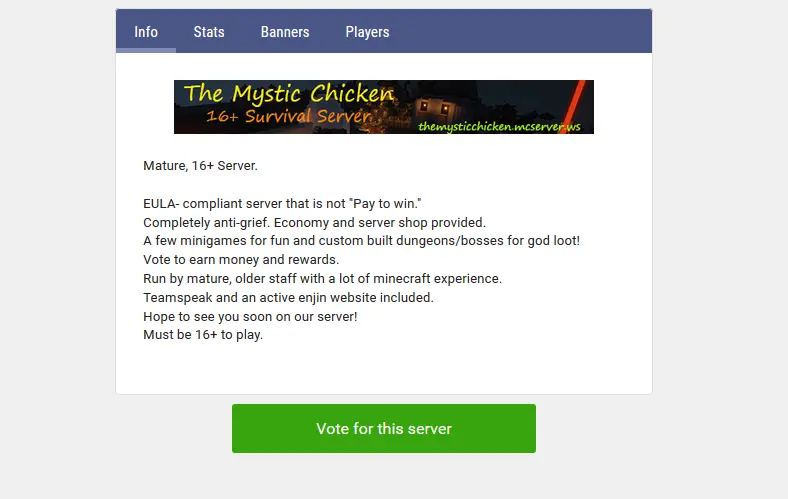 Info Stats Banners Players
The Mystic Chicken
16+ Survival Server
themysticchicken.mcserver.ws
Mature, 16+ Server.
EULA- compliant server that is not "Pay to win."
Completely anti-grief. Economy and server shop provided.
A few minigames for fun and custom built dungeons/bosses for god loot!
Vote to earn money and rewards.
Run by mature, older staff with a lot of minecraft experience.
Teamspeak and an active enjin website included.
Hope to see you soon on our server!
Must be 16+ to play.
Vote for this server